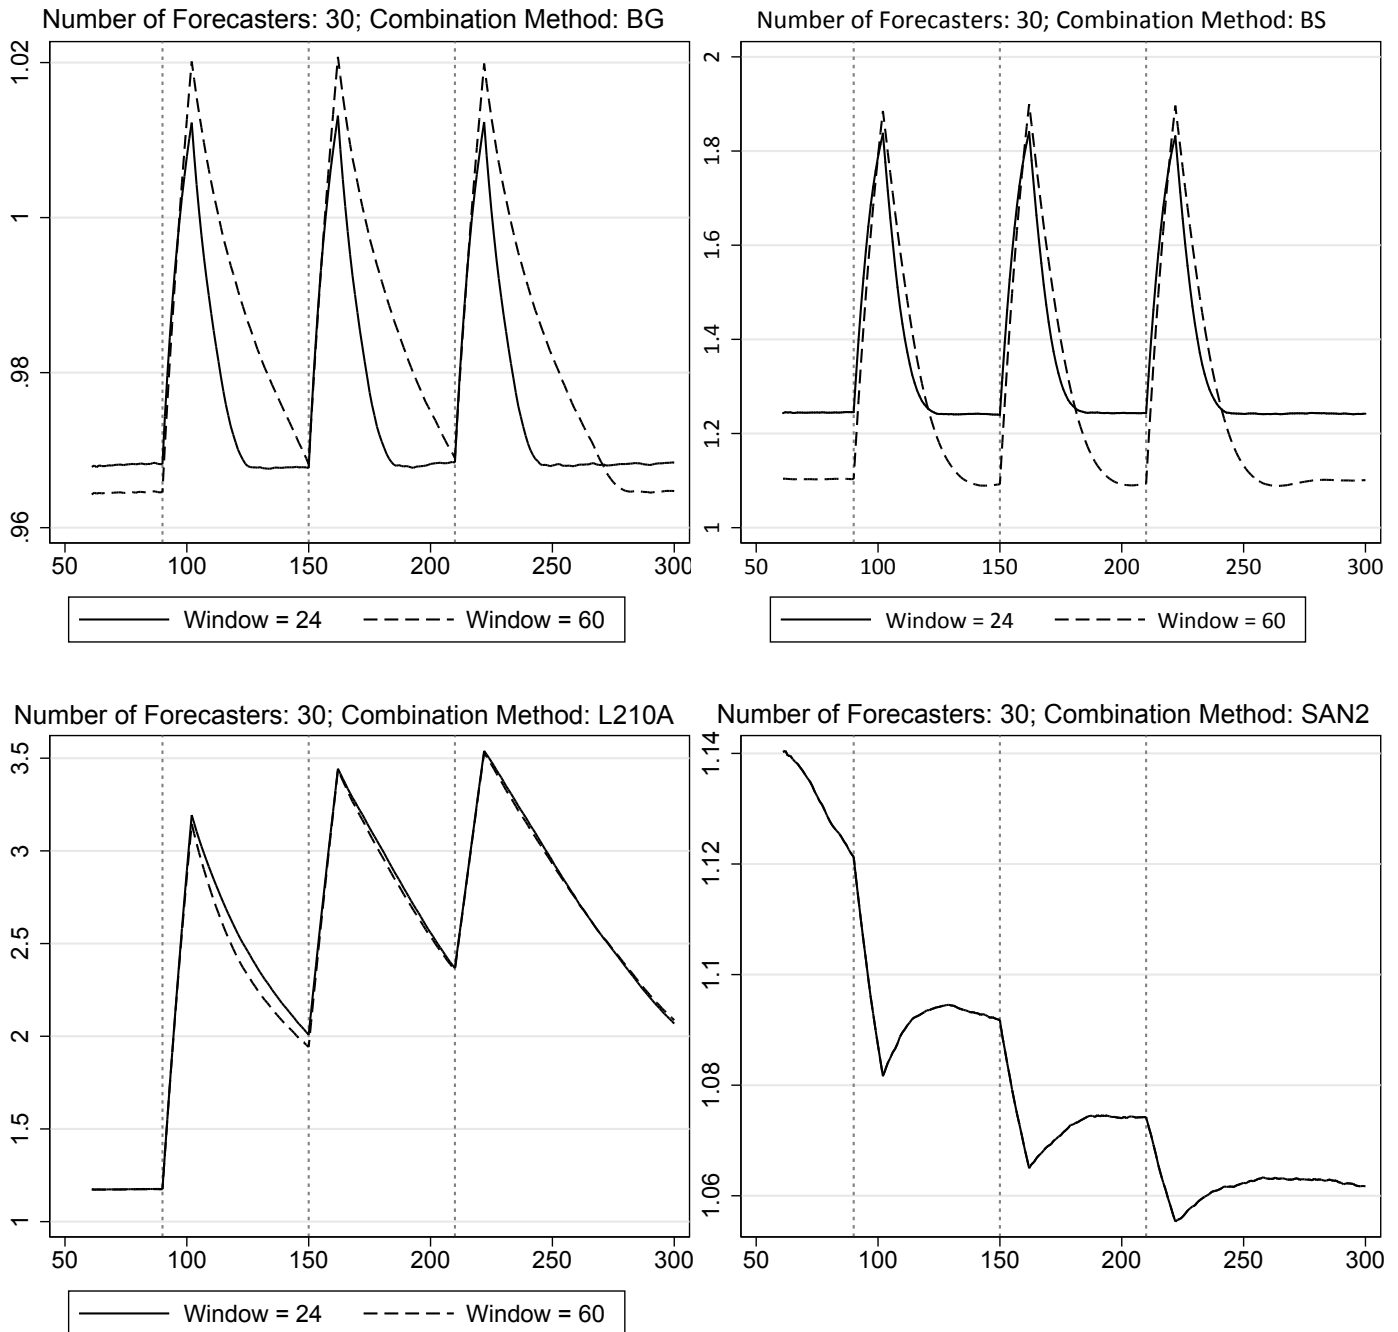 Number of Forecasters: 30; Combination Method: BG
1.02
1
.98
.96
50 100 150 200 250 300
Window = 24 Window = 60
Number of Forecasters: 30; Combination Method: BS
2
1.8
1.6
1.4
1.2
1
50 100 150 200 250 300
Window = 24 Window = 60
Number of Forecasters: 30; Combination Method: L210A
3.5
3
2.5
2
1.5
1
50 100 150 200 250 300
Window = 24 Window = 60
Number of Forecasters: 30; Combination Method: SAN2
1.14
1.12
1.1
1.08
1.06
50 100 150 200 250 300